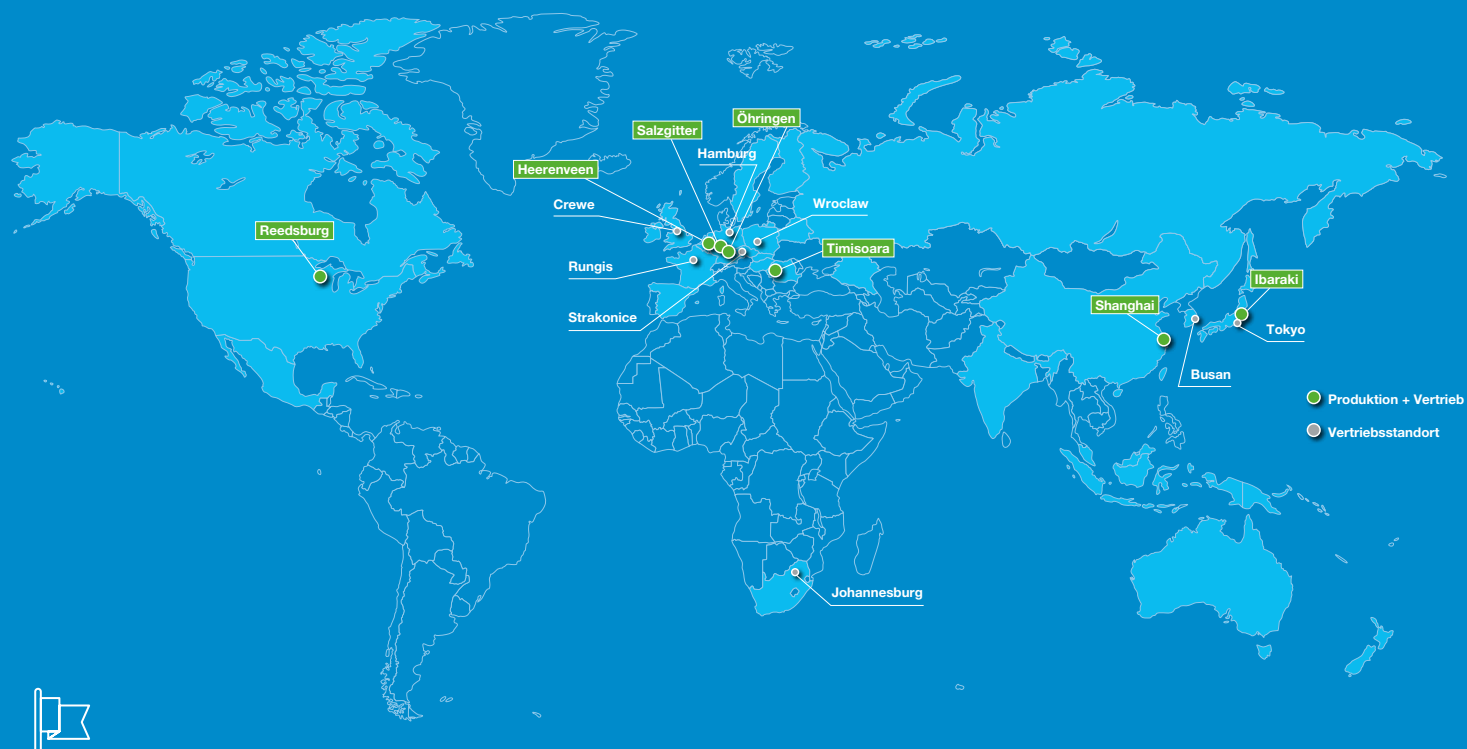 Öhringen
Salzgitter
Hamburg
Heerenveen
Crewe
Wroclaw
Reedsburg
Timisoara
Rungis
Ibaraki
Shanghai
Strakonice
Tokyo
Busan
Produktion + Vertrieb
Vertriebsstandort
Johannesburg